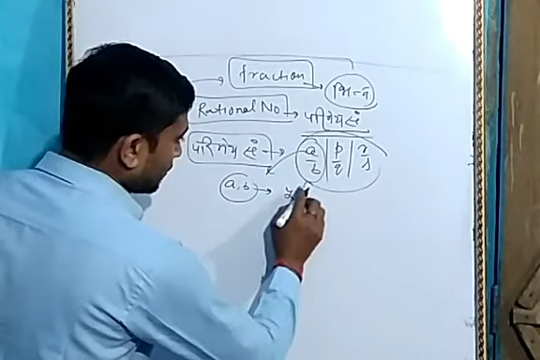 fraction → भिन्न
Rational No → परिमेय सं
परिमेय सं → a/b | p/q | r/s
a, b →